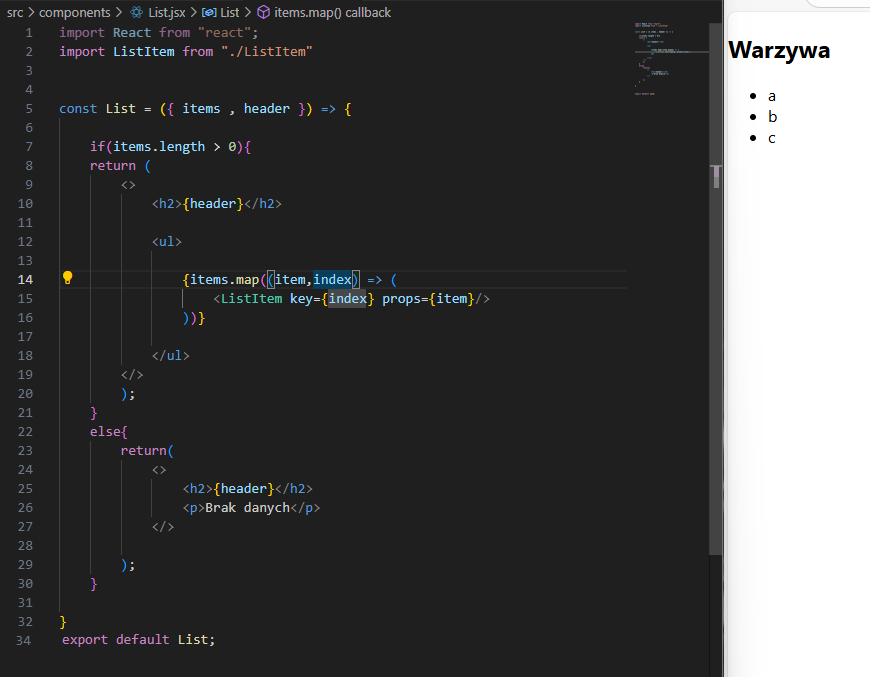 src > components > List.jsx > List > items.map() callback
1 import React from "react";
2 import ListItem from "./ListItem"
3
4
5 const List = ({ items , header }) => {
6
7 if(items.length > 0){
8 return (
9 <>
10 <h2>{header}</h2>
11
12 <ul>
13
14 {items.map((item,index) => (
15 <ListItem key={index} props={item}/>
16 ))}
17
18 </ul>
19 </>
20 );
21 }
22 else{
23 return(
24 <>
25 <h2>{header}</h2>
26 <p>Brak danych</p>
27 </>
28
29 );
30 }
31
32 }
34 export default List;
Warzywa
• a
• b
• c